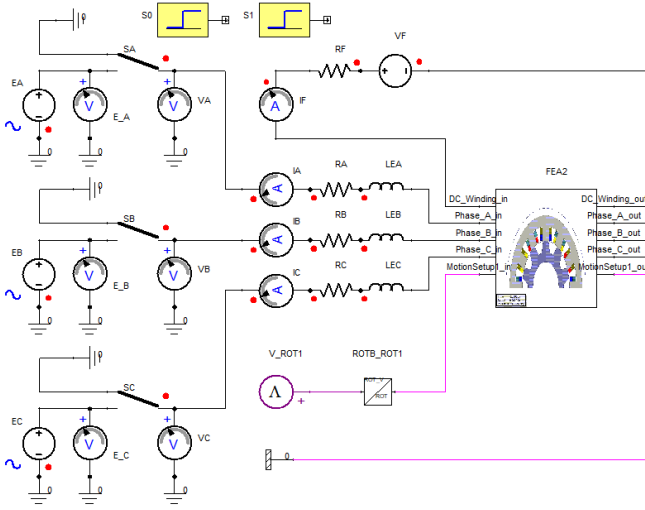 0
S0
S1
VF
RF
SA
EA
IF
E_A
VA
V
V
A
0
0
0
IA
RA
LEA
FEA2
A
DC_Winding_in
DC_Winding_out
Phase_A_in
Phase_A_out
0
SB
IB
RB
LEB
Phase_B_in
Phase_B_out
A
Phase_C_in
Phase_C_out
EB
VB
V
V
E_B
IC
RC
LEC
MotionSetup1_in
MotionSetup1_ou
A
0
0
0
0
V_ROT1
ROTB_ROT1
SC
Λ
ROT_V
ROT
EC
VC
V
V
E_C
0
0
0
0